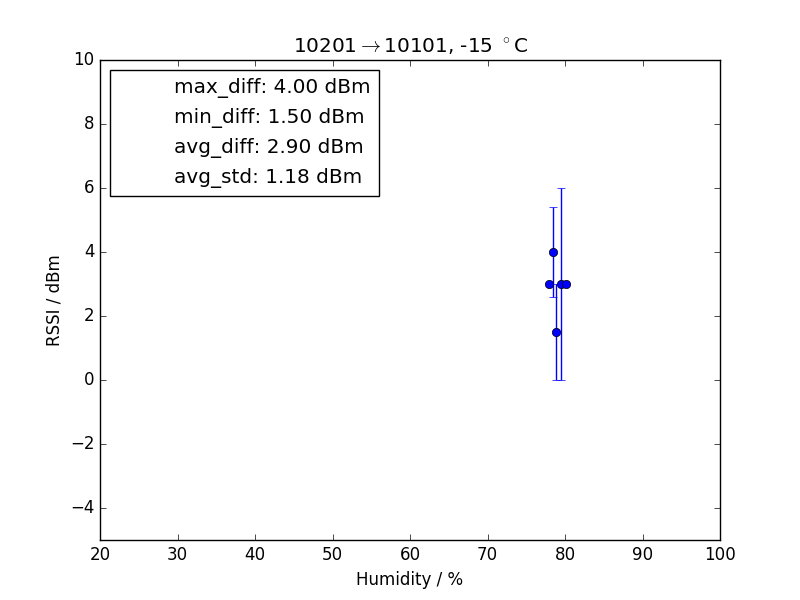 10201→10101, -15 °C
max_diff: 4.00 dBm
min_diff: 1.50 dBm
avg_diff: 2.90 dBm
avg_std: 1.18 dBm
10
8
6
4
2
0
−2
−4
RSSI / dBm
20 30 40 50 60 70 80 90 100
Humidity / %